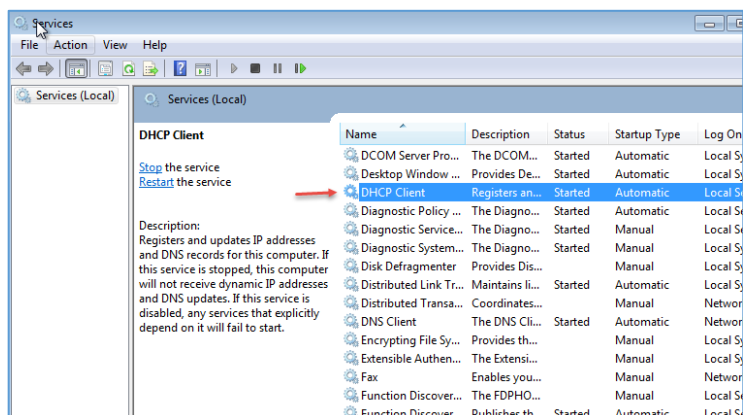 Services
File Action View Help
Services (Local)
Services (Local)
DHCP Client
Stop the service
Restart the service
Description:
Registers and updates IP addresses
and DNS records for this computer. If
this service is stopped, this computer
will not receive dynamic IP addresses
and DNS updates. If this service is
disabled, any services that explicitly
depend on it will fail to start.
Name Description Status Startup Type Log On
DCOM Server Pro... The DCOM... Started Automatic Local Sy
Desktop Window ... Provides De... Started Automatic Local Sy
DHCP Client Registers an... Started Automatic Local Se
Diagnostic Policy ... The Diagno... Started Automatic Local Se
Diagnostic Service... The Diagno... Started Manual Local Se
Diagnostic System... The Diagno... Started Manual Local Sy
Disk Defragmenter Provides Dis... Manual Local Sy
Distributed Link Tr... Maintains li... Started Automatic Local Sy
Distributed Transa... Coordinates... Manual Networ
DNS Client The DNS Cli... Started Automatic Networ
Encrypting File Sy... Provides th... Manual Local Sy
Extensible Authen... The Extensi... Manual Local Sy
Fax Enables you... Manual Networ
Function Discover... The FDPHO... Manual Local Se
Function Discover... Publishes th... Started Automatic Local Se